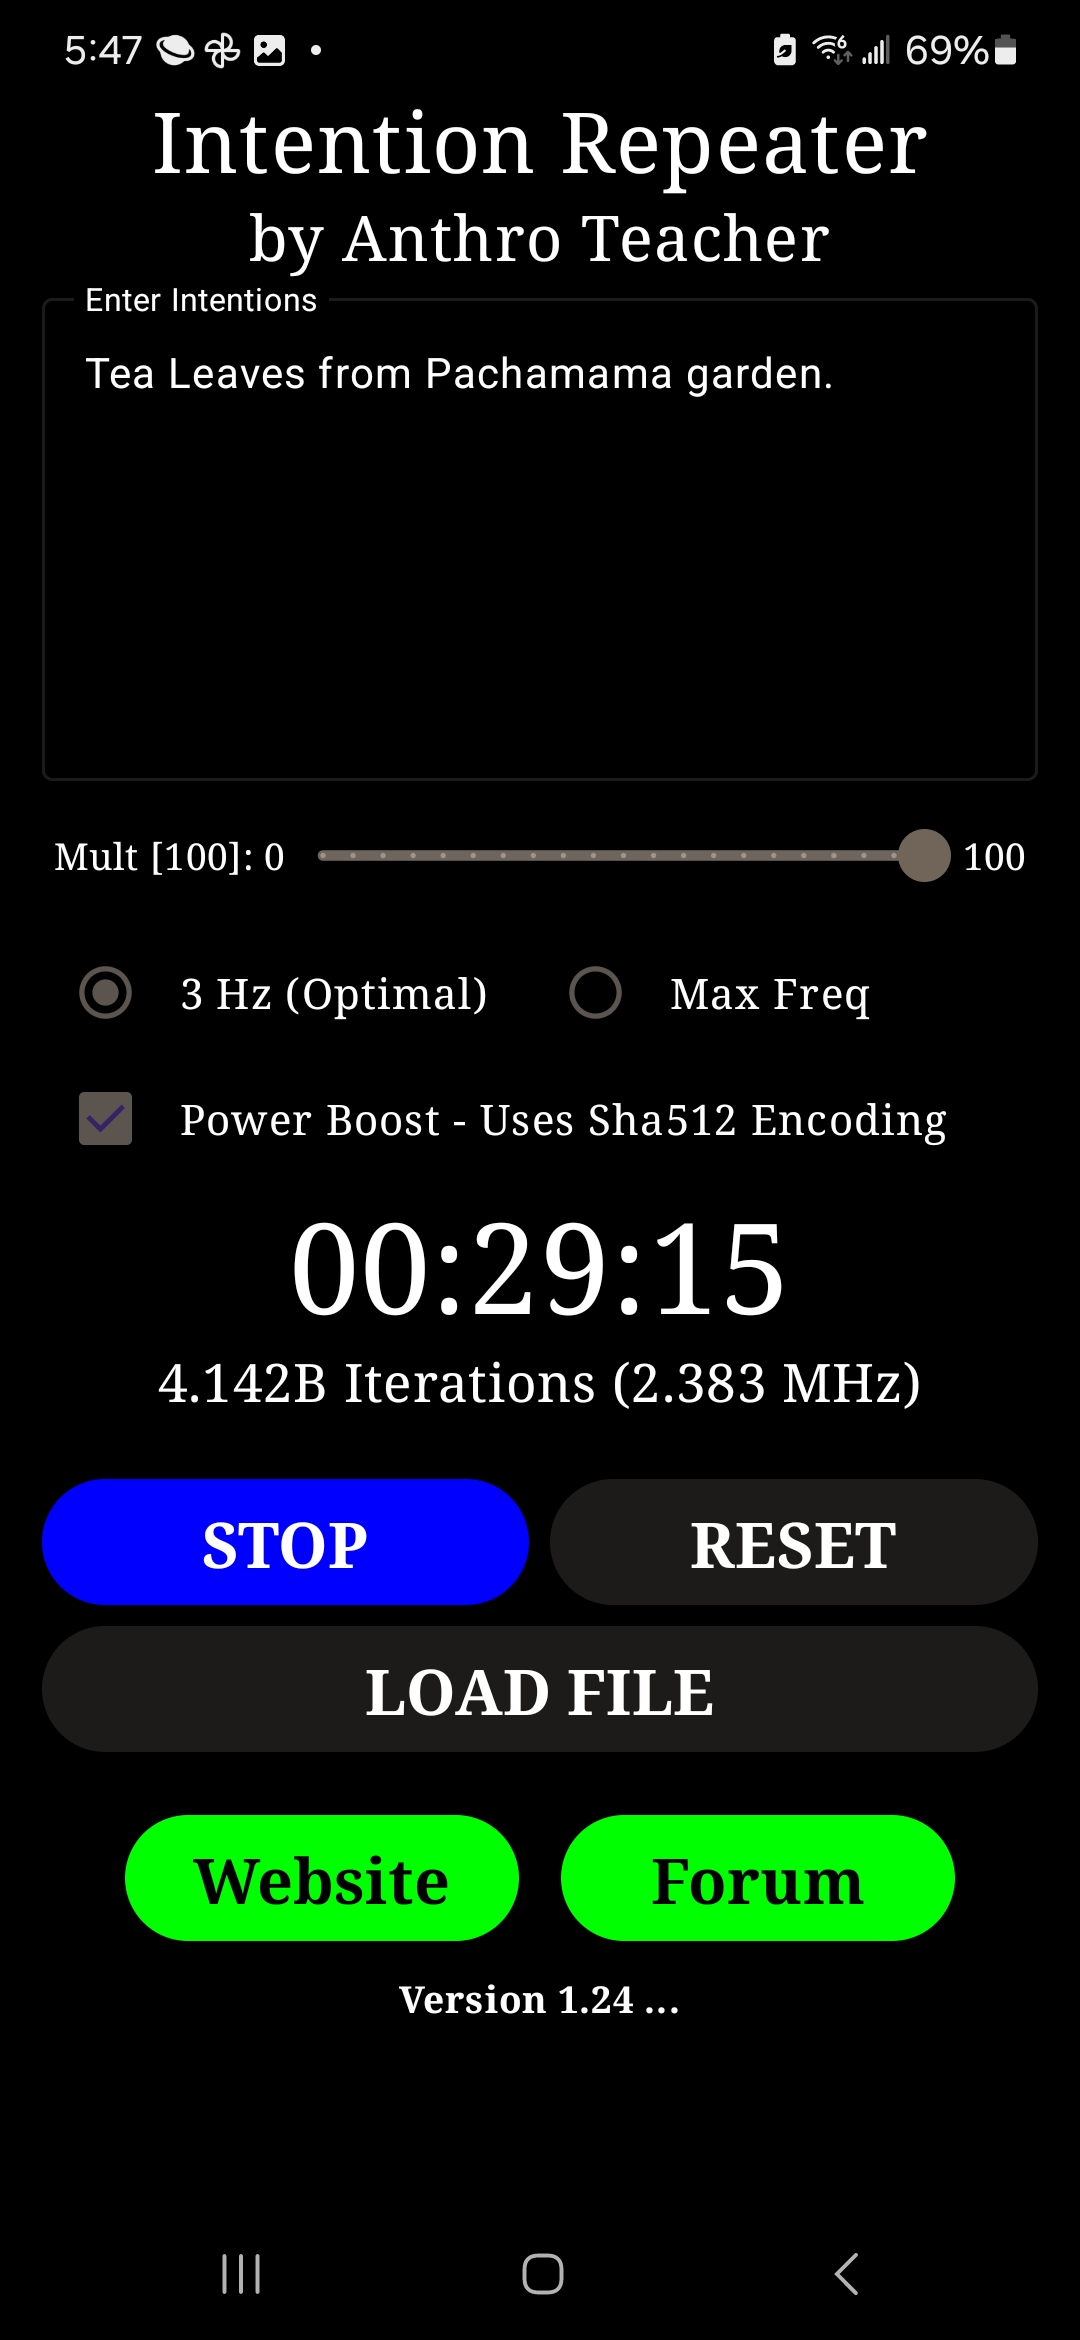 5:47 69%
Intention Repeater
by Anthro Teacher
Enter Intentions
Tea Leaves from Pachamama garden.
Mult [100]: 0 100
3 Hz (Optimal) Max Freq
Power Boost - Uses Sha512 Encoding
00:29:15
4.142B Iterations (2.383 MHz)
STOP RESET
LOAD FILE
Website Forum
Version 1.24 ...